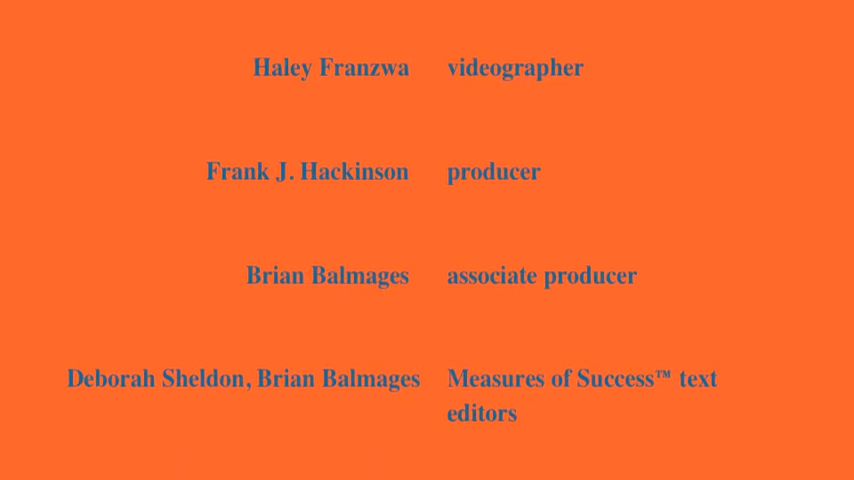 Haley Franzwa videographer
Frank J. Hackinson producer
Brian Balmages associate producer
Deborah Sheldon, Brian Balmages Measures of Success™ text
editors